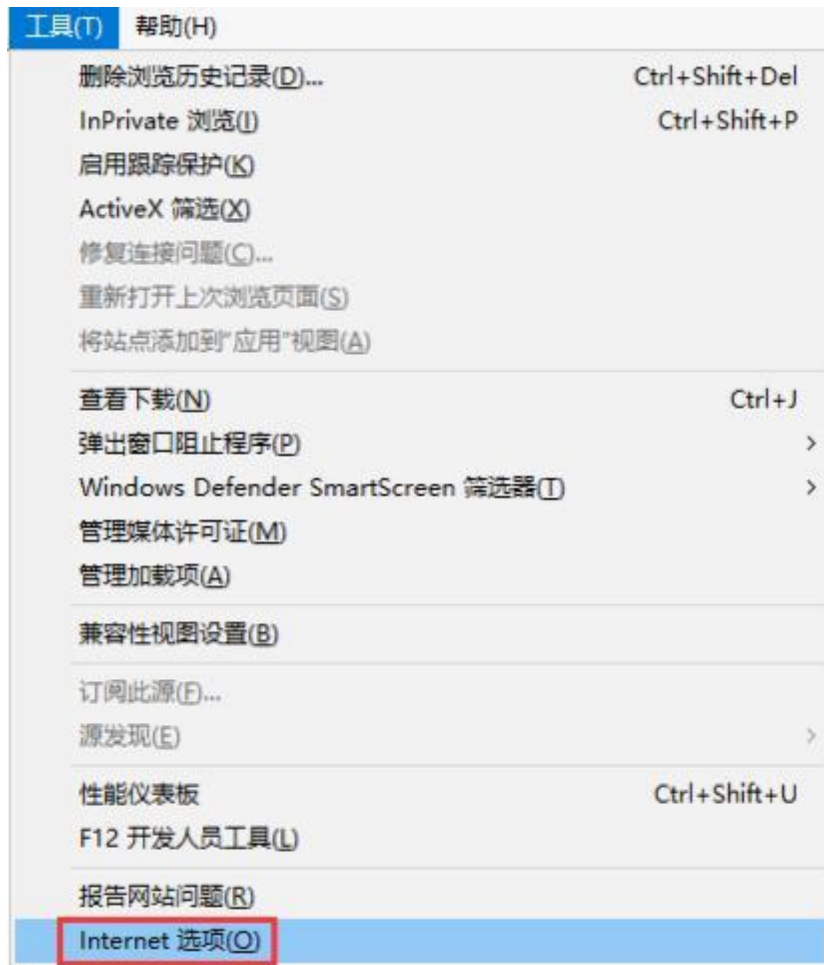 工具(T) 帮助(H)
删除浏览历史记录(D)... Ctrl+Shift+Del
InPrivate 浏览(I) Ctrl+Shift+P
启用跟踪保护(K)
ActiveX 筛选(X)
修复连接问题(C)...
重新打开上次浏览页面(S)
将站点添加到“应用”视图(A)
查看下载(N) Ctrl+J
弹出窗口阻止程序(P)
Windows Defender SmartScreen 筛选器(T)
管理媒体许可证(M)
管理加载项(A)
兼容性视图设置(B)
订阅此源(F)...
源发现(E)
性能仪表板 Ctrl+Shift+U
F12 开发人员工具(L)
报告网站问题(R)
Internet 选项(O)